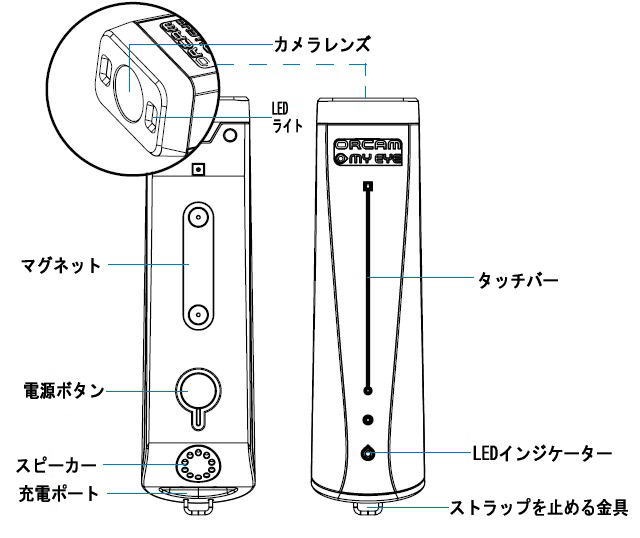 カメラレンズ
LED
ライト
ORCAM
MY EYE
マグネット
タッチバー
電源ボタン
スピーカー
LEDインジケーター
充電ポート
ストラップを止める金具